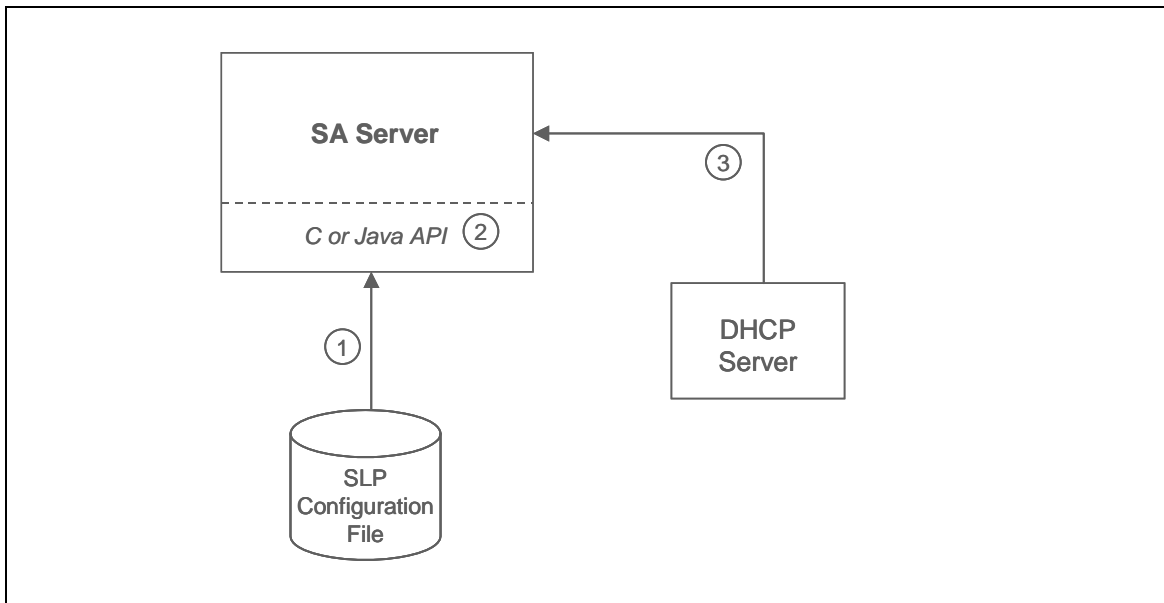 SA Server
3
C or Java API 2
DHCP
Server
1
SLP
Configuration
File